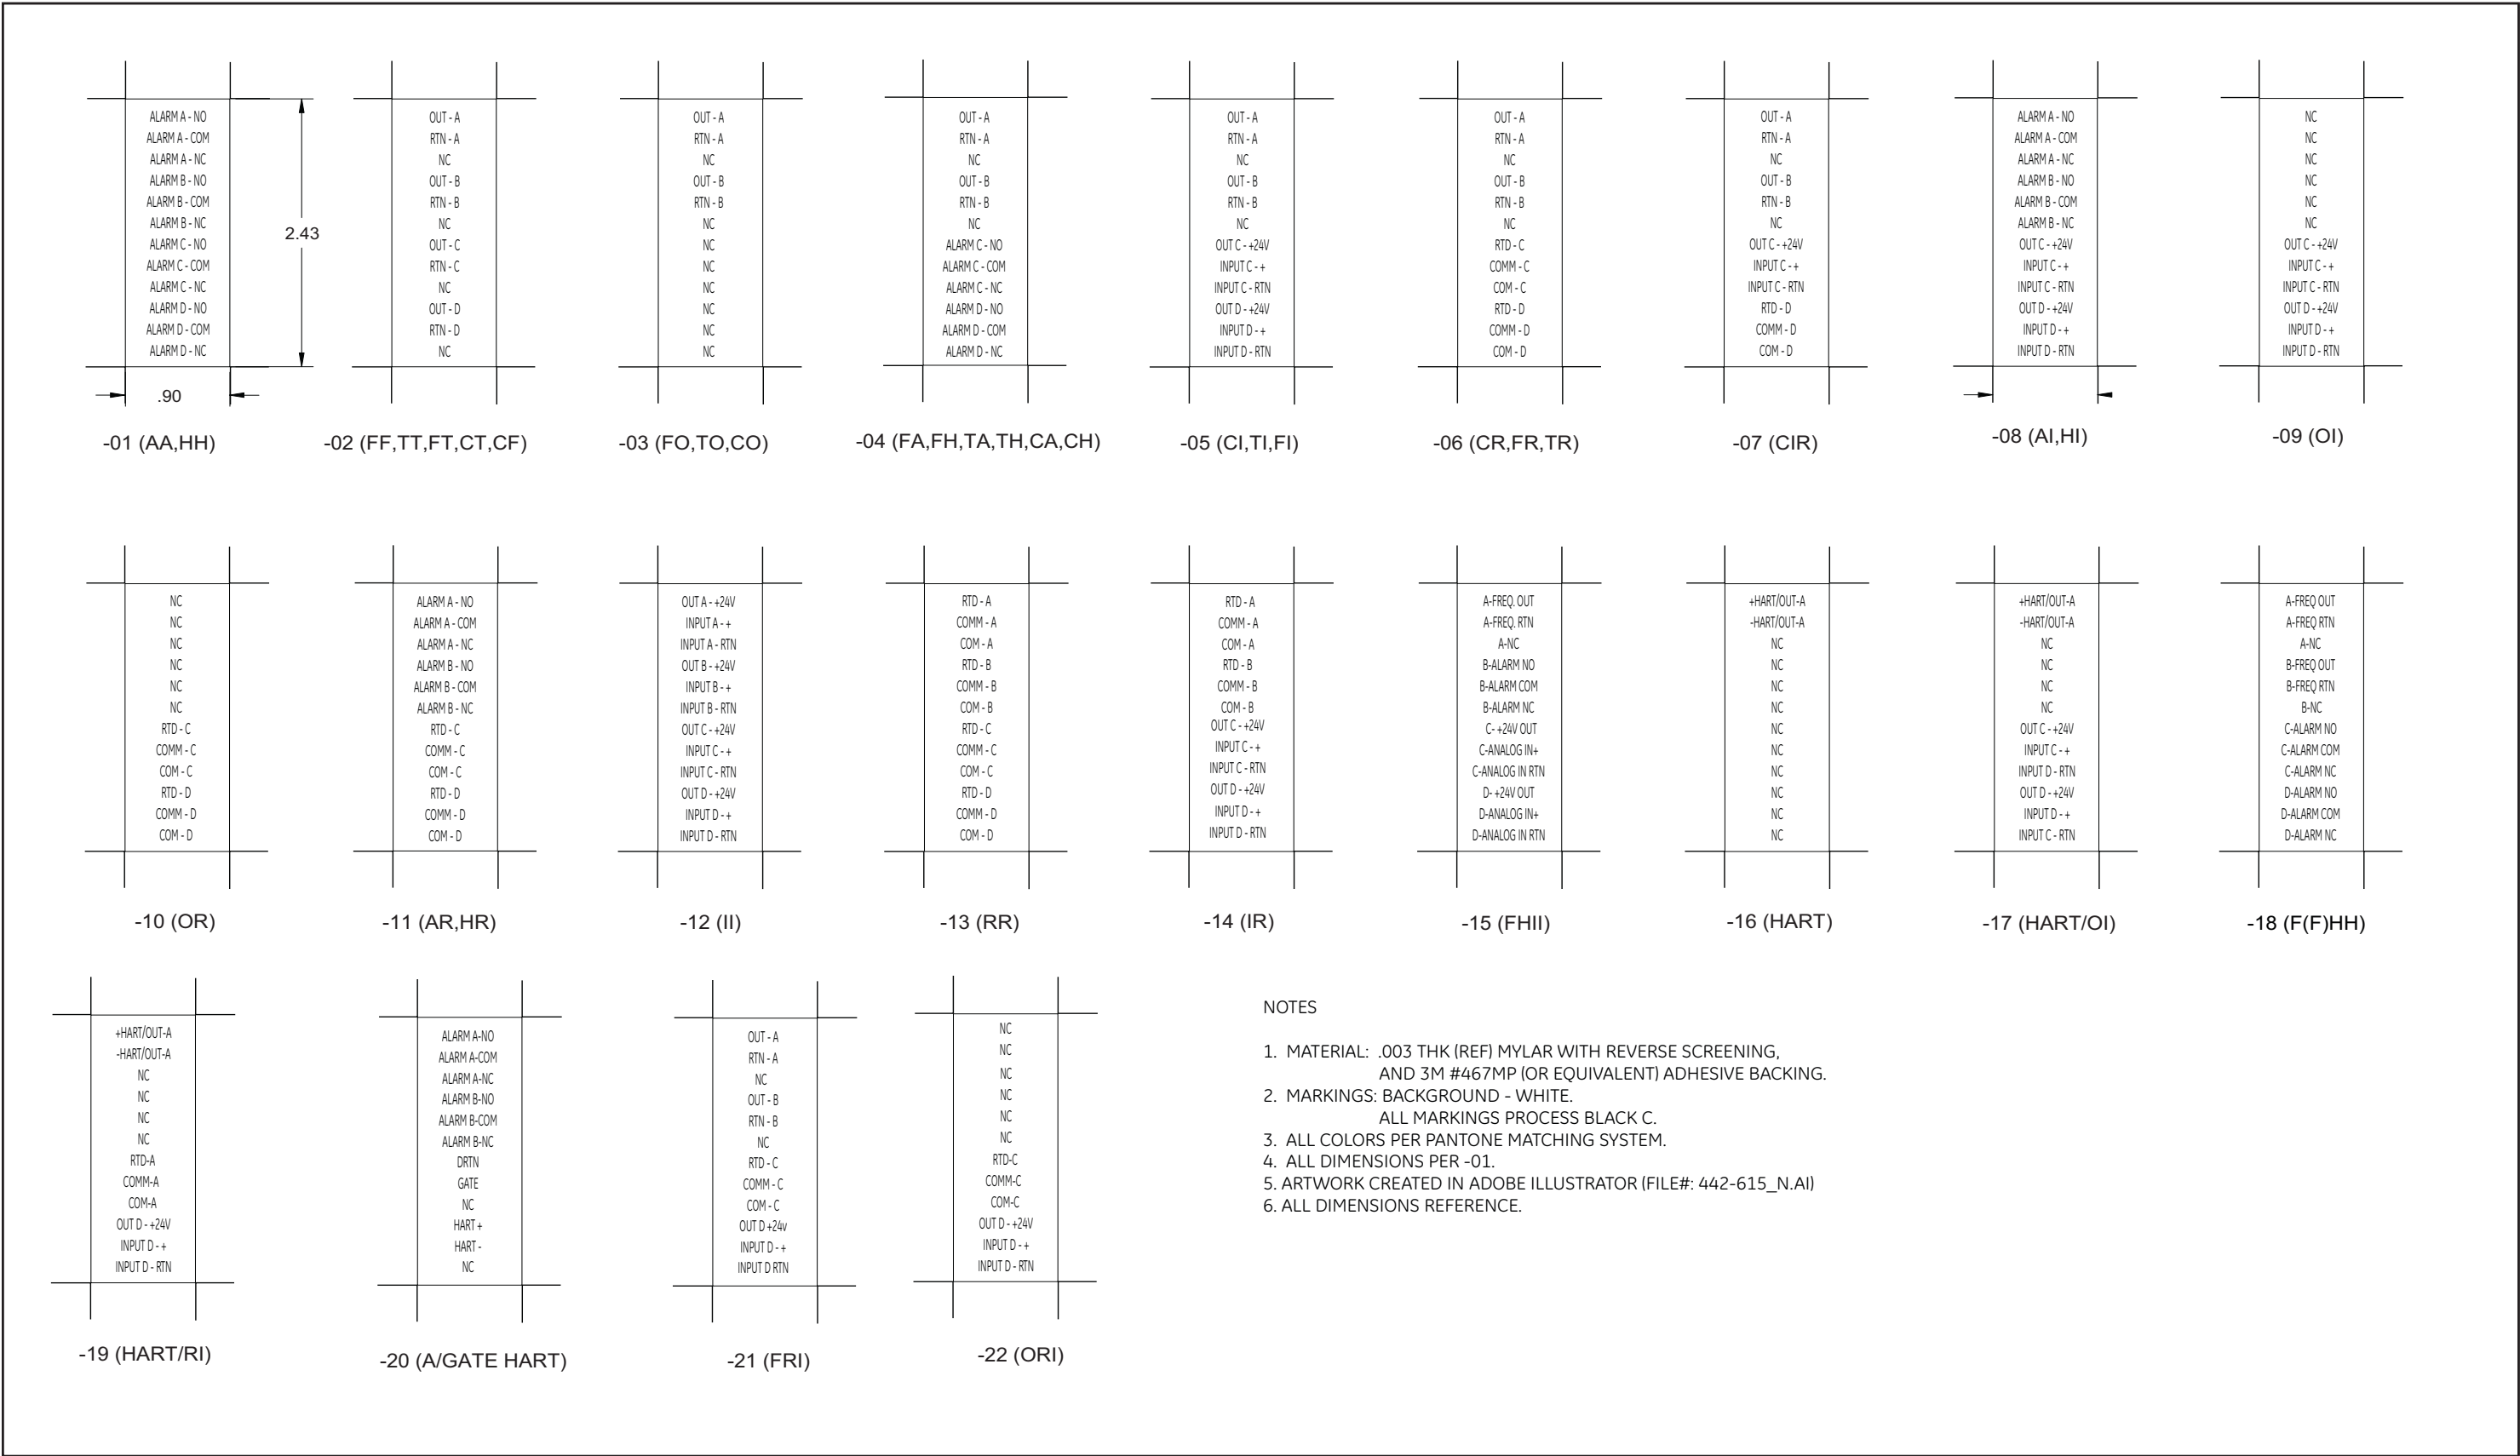 ALARM A - NO
ALARM A - COM
ALARM A - NC
ALARM B - NO
ALARM B - COM
ALARM B - NC
ALARM C - NO
ALARM C - COM
ALARM C - NC
ALARM D - NO
ALARM D - COM
ALARM D - NC
2.43
.90
-01 (AA,HH)
OUT - A
RTN - A
NC
OUT - B
RTN - B
NC
OUT - C
RTN - C
NC
OUT - D
RTN - D
NC
-02 (FF,TT,FT,CT,CF)
OUT - A
RTN - A
NC
OUT - B
RTN - B
NC
NC
NC
NC
NC
NC
NC
-03 (FO,TO,CO)
OUT - A
RTN - A
NC
OUT - B
RTN - B
NC
ALARM C - NO
ALARM C - COM
ALARM C - NC
ALARM D - NO
ALARM D - COM
ALARM D - NC
-04 (FA,FH,TA,TH,CA,CH)
OUT - A
RTN - A
NC
OUT - B
RTN - B
NC
OUT C - +24V
INPUT C - +
INPUT C - RTN
OUT D - +24V
INPUT D - +
INPUT D - RTN
-05 (CI,TI,FI)
OUT - A
RTN - A
NC
OUT - B
RTN - B
NC
RTD - C
COMM - C
COM - C
RTD - D
COMM - D
COM - D
-06 (CR,FR,TR)
OUT - A
RTN - A
NC
OUT - B
RTN - B
NC
OUT C - +24V
INPUT C - +
INPUT C - RTN
RTD - D
COMM - D
COM - D
-07 (CIR)
ALARM A - NO
ALARM A - COM
ALARM A - NC
ALARM B - NO
ALARM B - COM
ALARM B - NC
OUT C - +24V
INPUT C - +
INPUT C - RTN
OUT D - +24V
INPUT D - +
INPUT D - RTN
-08 (AI,HI)
NC
NC
NC
NC
NC
NC
OUT C - +24V
INPUT C - +
INPUT C - RTN
OUT D - +24V
INPUT D - +
INPUT D - RTN
-09 (OI)
NC
NC
NC
NC
NC
NC
RTD - C
COMM - C
COM - C
RTD - D
COMM - D
COM - D
-10 (OR)
ALARM A - NO
ALARM A - COM
ALARM A - NC
ALARM B - NO
ALARM B - COM
ALARM B - NC
RTD - C
COMM - C
COM - C
RTD - D
COMM - D
COM - D
-11 (AR,HR)
OUT A - +24V
INPUT A - +
INPUT A - RTN
OUT B - +24V
INPUT B - +
INPUT B - RTN
OUT C - +24V
INPUT C - +
INPUT C - RTN
OUT D - +24V
INPUT D - +
INPUT D - RTN
-12 (II)
RTD - A
COMM - A
COM - A
RTD - B
COMM - B
COM - B
RTD - C
COMM - C
COM - C
RTD - D
COMM - D
COM - D
-13 (RR)
RTD - A
COMM - A
COM - A
RTD - B
COMM - B
COM - B
OUT C - +24V
INPUT C - +
INPUT C - RTN
OUT D - +24V
INPUT D - +
INPUT D - RTN
-14 (IR)
A-FREQ. OUT
A-FREQ. RTN
A-NC
B-ALARM NO
B-ALARM COM
B-ALARM NC
C- +24V OUT
C-ANALOG IN+
C-ANALOG IN RTN
D- +24V OUT
D-ANALOG IN+
D-ANALOG IN RTN
-15 (FHII)
+HART/OUT-A
-HART/OUT-A
NC
NC
NC
NC
NC
NC
NC
NC
NC
NC
-16 (HART)
+HART/OUT-A
-HART/OUT-A
NC
NC
NC
NC
OUT C - +24V
INPUT C - +
INPUT D - RTN
OUT D - +24V
INPUT D - +
INPUT C - RTN
-17 (HART/OI)
A-FREQ OUT
A-FREQ RTN
A-NC
B-FREQ OUT
B-FREQ RTN
B-NC
C-ALARM NO
C-ALARM COM
C-ALARM NC
D-ALARM NO
D-ALARM COM
D-ALARM NC
-18 (F(F)HH)
+HART/OUT-A
-HART/OUT-A
NC
NC
NC
NC
RTD-A
COMM-A
COM-A
OUT D - +24V
INPUT D - +
INPUT D - RTN
-19 (HART/RI)
ALARM A-NO
ALARM A-COM
ALARM A-NC
ALARM B-NO
ALARM B-COM
ALARM B-NC
DRTN
GATE
NC
HART +
HART -
NC
-20 (A/GATE HART)
OUT - A
RTN - A
NC
OUT - B
RTN - B
NC
RTD - C
COMM - C
COM - C
OUT D +24v
INPUT D - +
INPUT D RTN
-21 (FRI)
NC
NC
NC
NC
NC
NC
RTD-C
COMM-C
COM-C
OUT D - +24V
INPUT D - +
INPUT D - RTN
-22 (ORI)
NOTES
1. MATERIAL: .003 THK (REF) MYLAR WITH REVERSE SCREENING,
AND 3M #467MP (OR EQUIVALENT) ADHESIVE BACKING.
2. MARKINGS: BACKGROUND - WHITE.
ALL MARKINGS PROCESS BLACK C.
3. ALL COLORS PER PANTONE MATCHING SYSTEM.
4. ALL DIMENSIONS PER -01.
5. ARTWORK CREATED IN ADOBE ILLUSTRATOR (FILE#: 442-615_N.AI)
6. ALL DIMENSIONS REFERENCE.